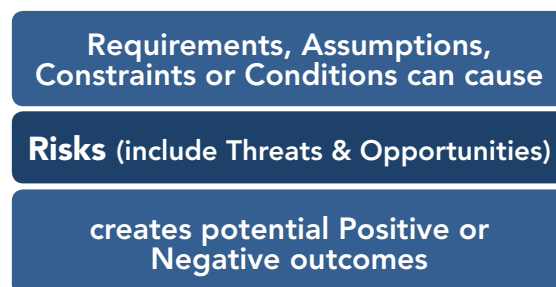 Requirements, Assumptions,
Constraints or Conditions can cause
Risks (include Threats & Opportunities)
creates potential Positive or
Negative outcomes